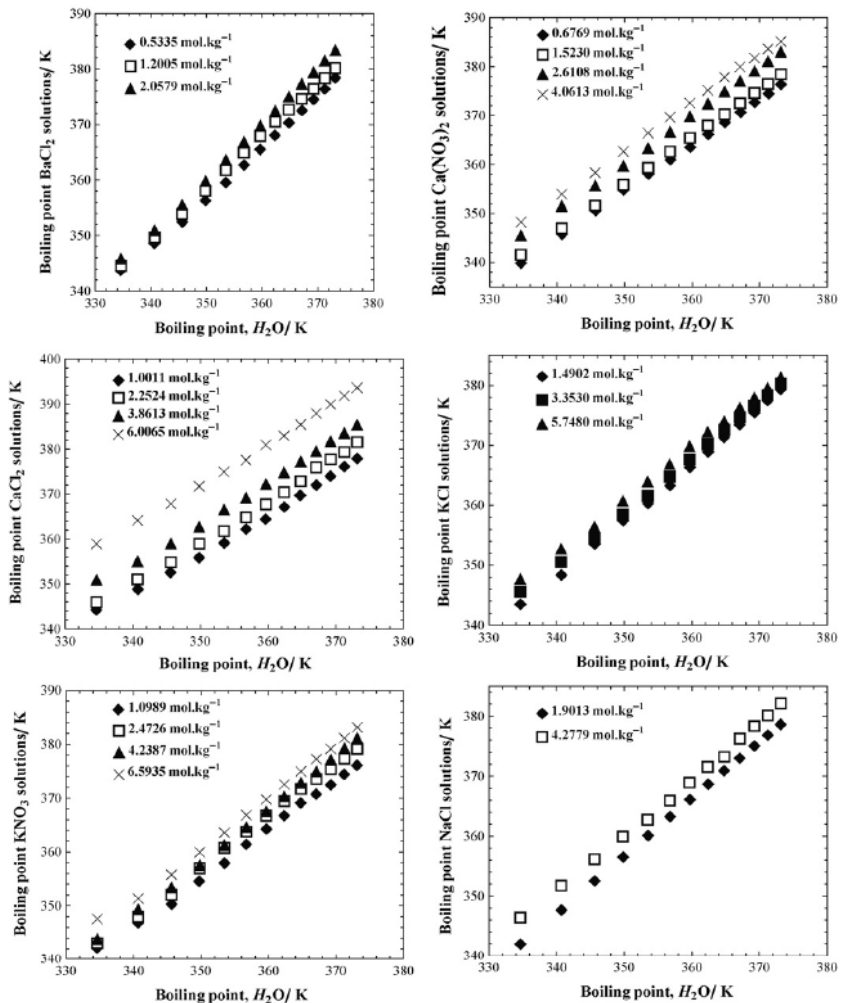 Boiling point BaCl₂ solutions/ K
0.5335 mol.kg⁻¹
1.2005 mol.kg⁻¹
2.0579 mol.kg⁻¹
390
380
370
360
350
340
330 340 350 360 370 380
Boiling point, H₂O/ K
Boiling point Ca(NO₃)₂ solutions/ K
0.6769 mol.kg⁻¹
1.5230 mol.kg⁻¹
2.6108 mol.kg⁻¹
4.0613 mol.kg⁻¹
390
380
370
360
350
340
330 340 350 360 370 380
Boiling point, H₂O/ K
Boiling point CaCl₂ solutions/ K
1.0011 mol.kg⁻¹
2.2524 mol.kg⁻¹
3.8613 mol.kg⁻¹
6.0065 mol.kg⁻¹
400
390
380
370
360
350
340
330 340 350 360 370 380
Boiling point, H₂O/ K
Boiling point KCl solutions/ K
1.4902 mol.kg⁻¹
3.3530 mol.kg⁻¹
5.7480 mol.kg⁻¹
380
370
360
350
340
330 340 350 360 370 380
Boiling point, H₂O/ K
Boiling point KNO₃ solutions/ K
1.0989 mol.kg⁻¹
2.4726 mol.kg⁻¹
4.2387 mol.kg⁻¹
6.5935 mol.kg⁻¹
390
380
370
360
350
340
330 340 350 360 370 380
Boiling point, H₂O/ K
Boiling point NaCl solutions/ K
1.9013 mol.kg⁻¹
4.2779 mol.kg⁻¹
380
370
360
350
340
330 340 350 360 370 380
Boiling point, H₂O/ K